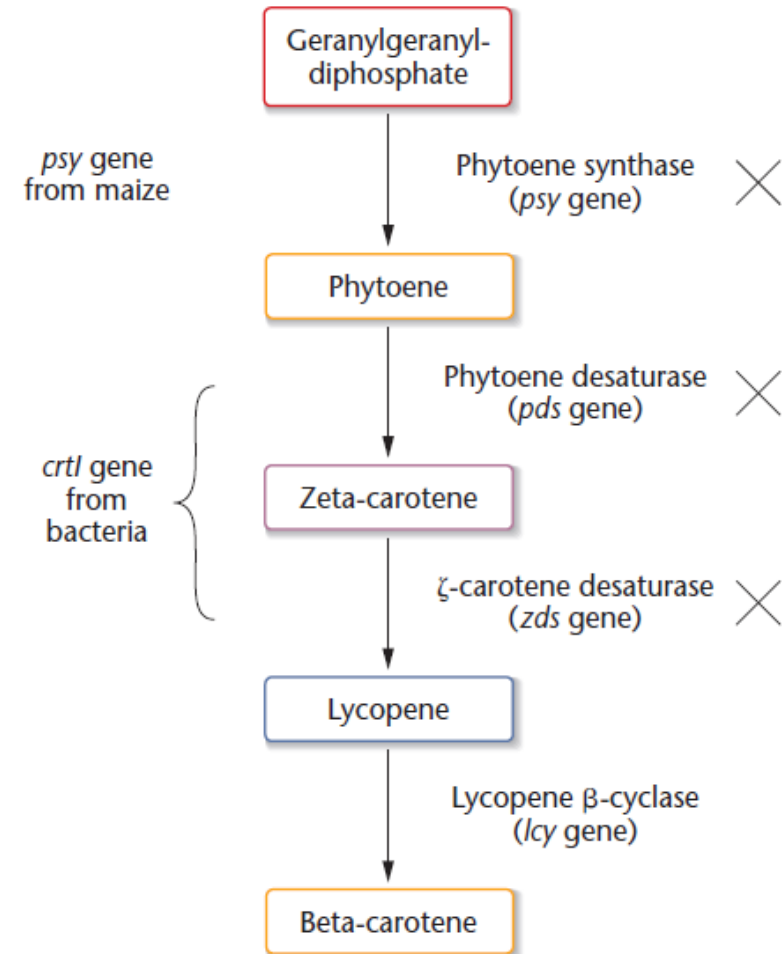 Geranylgeranyl-
diphosphate
psy gene
from maize
Phytoene synthase
(psy gene)
Phytoene
Phytoene desaturase
(pds gene)
crtI gene
from
bacteria
Zeta-carotene
ζ-carotene desaturase
(zds gene)
Lycopene
Lycopene β-cyclase
(lcy gene)
Beta-carotene